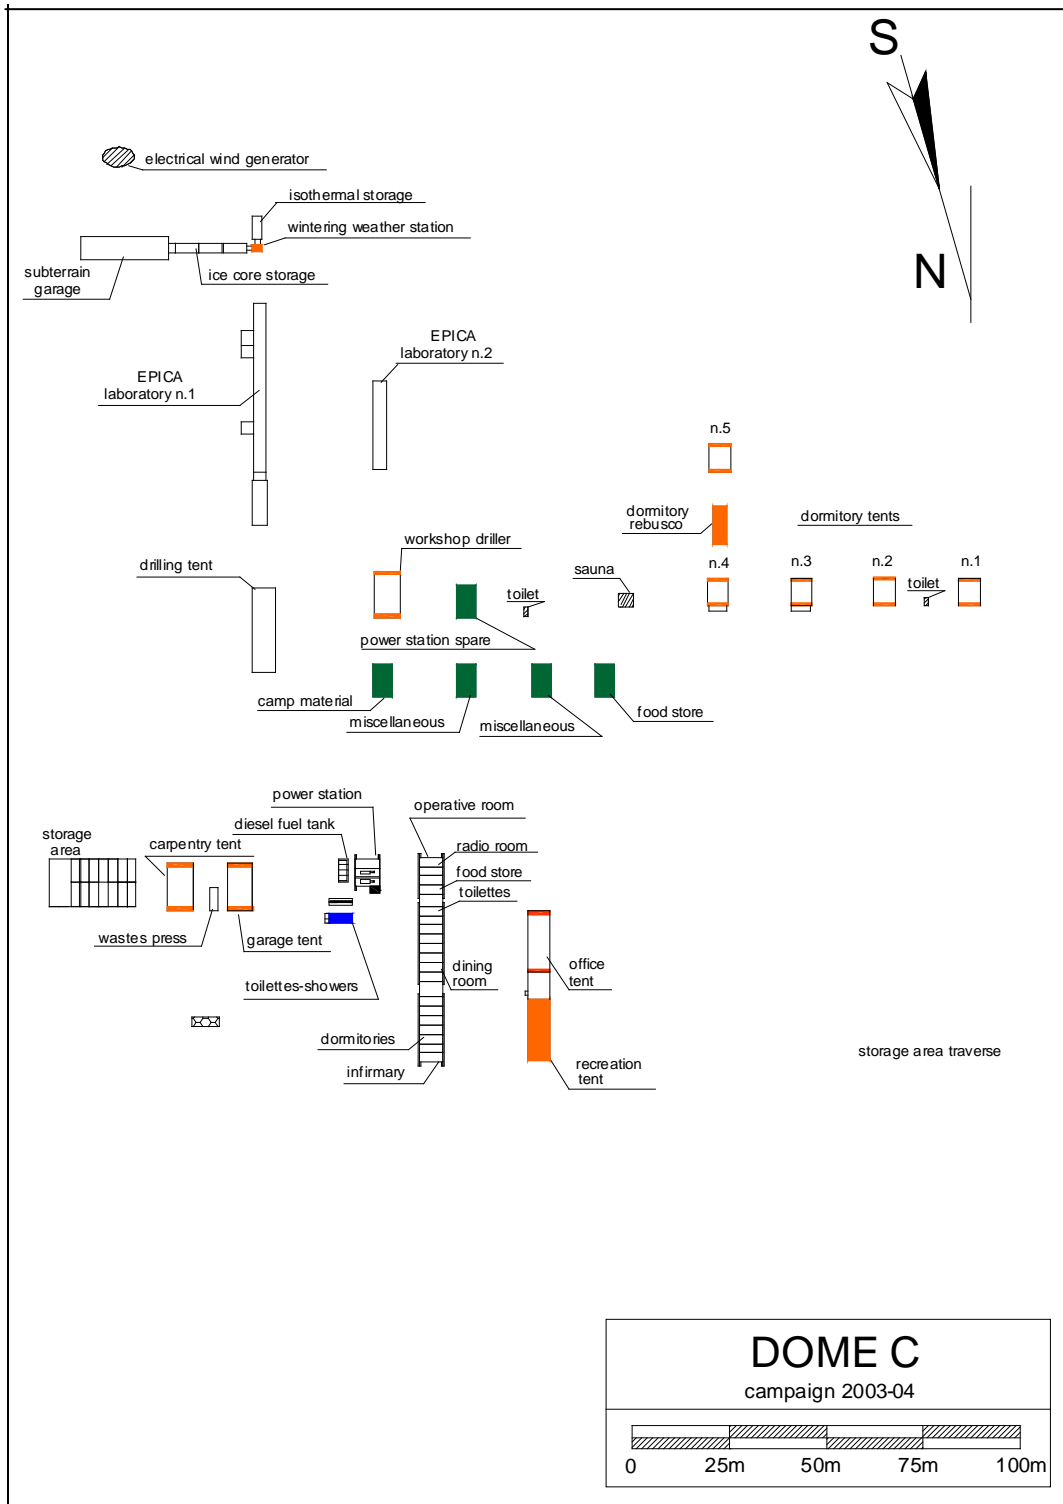 S
N
electrical wind generator
isothermal storage
wintering weather station
subterrain
garage
ice core storage
EPICA
laboratory n.2
EPICA
laboratory n.1
n.5
dormitory
rebusco
dormitory tents
workshop driller
drilling tent
sauna
n.4
n.3
n.2
toilet
n.1
toilet
power station spare
camp material
miscellaneous
miscellaneous
food store
power station
operative room
diesel fuel tank
storage
area
carpentry tent
radio room
food store
toilettes
wastes press
garage tent
dining
room
office
tent
toilettes-showers
dormitories
infirmary
recreation
tent
storage area traverse
DOME C
campaign 2003-04
0 25m 50m 75m 100m